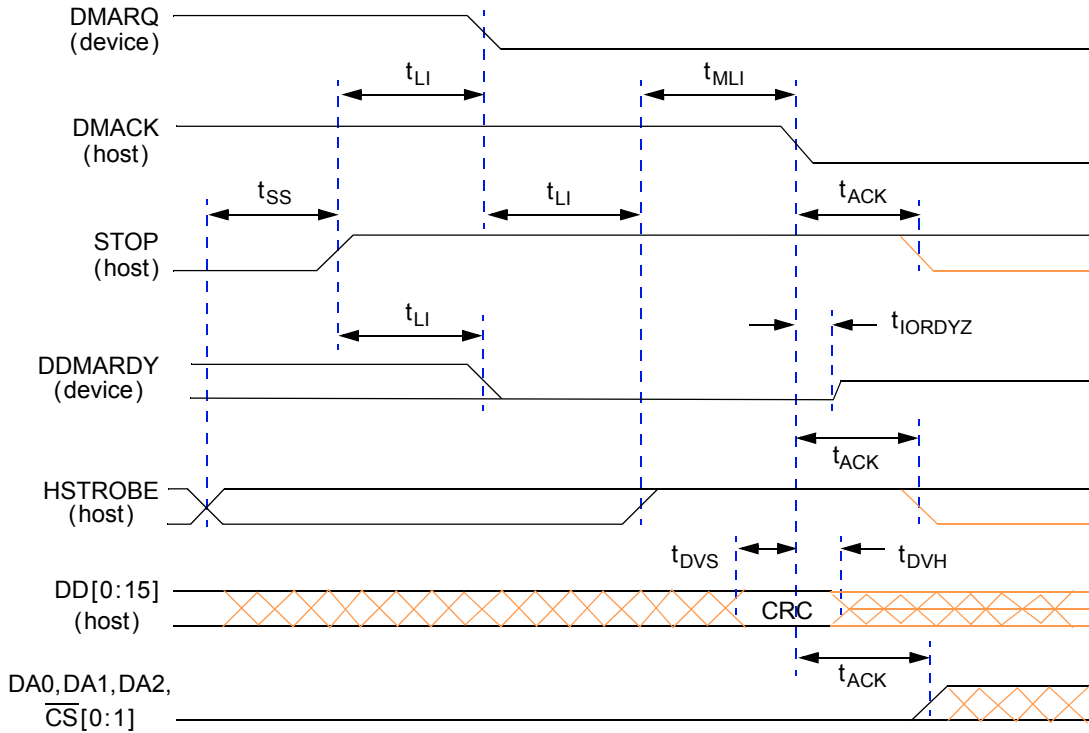 DMARQ
(device)
tLI
tMLI
DMACK
(host)
tSS
tLI
tACK
STOP
(host)
tLI
tIORDYZ
DDMARDY
(device)
tACK
HSTROBE
(host)
tDVS
tDVH
DD[0:15]
(host)
CRC
tACK
DA0,DA1,DA2,
C̅S̅[0:1]